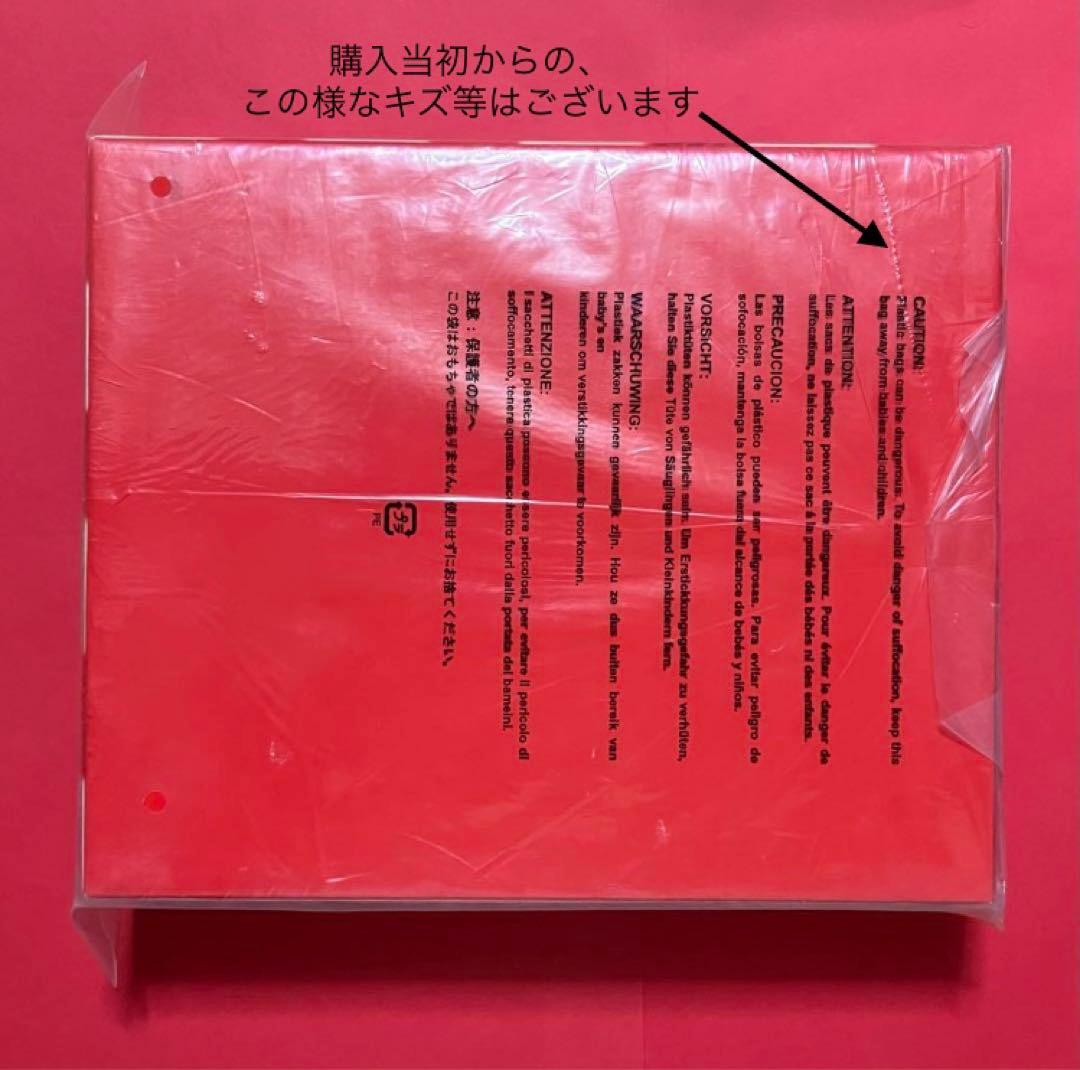 購入当初からの、
この様なキズ等はございます
CAUTION:
Plastic bags can be dangerous. To avoid danger of suffocation, keep this
bag away from babies and children.
ATTENTION:
Les sacs de plastique peuvent être dangereux. Pour éviter le danger de
suffocation, ne laissez pas ce sac á la portée dés bébés ni des enfants.
PRECAUCION:
Las bolsas de plástico pueden ser peligrosas. Para evitar peligro de
sofocación, mantenga la bolsa fuera dal alcance de bebés y niños.
VORSICHT:
Plastiktüten können gefährlich sein. Um Erstickungsgefahr zu verhüten,
halten Sie diese Tüte von Säuglingen und Kleinkindern fern.
WAARSCHUWING:
Plastiek zakken kunnen gevaarlijk zijn. Hou ze dus buiten bereik van
baby's en
kinderen om verstikkingsgevaar to voorkomen.
ATTENZIONE:
I sacchetti di plastica possono essere pericolosi, per evitare il pericolo di
soffocamento, tenere questo sacchetto fuori dalla portata dei bameini.
注意：保護者の方へ
この袋はおもちゃではありません。使用せずにお捨てください。
プラ
PE